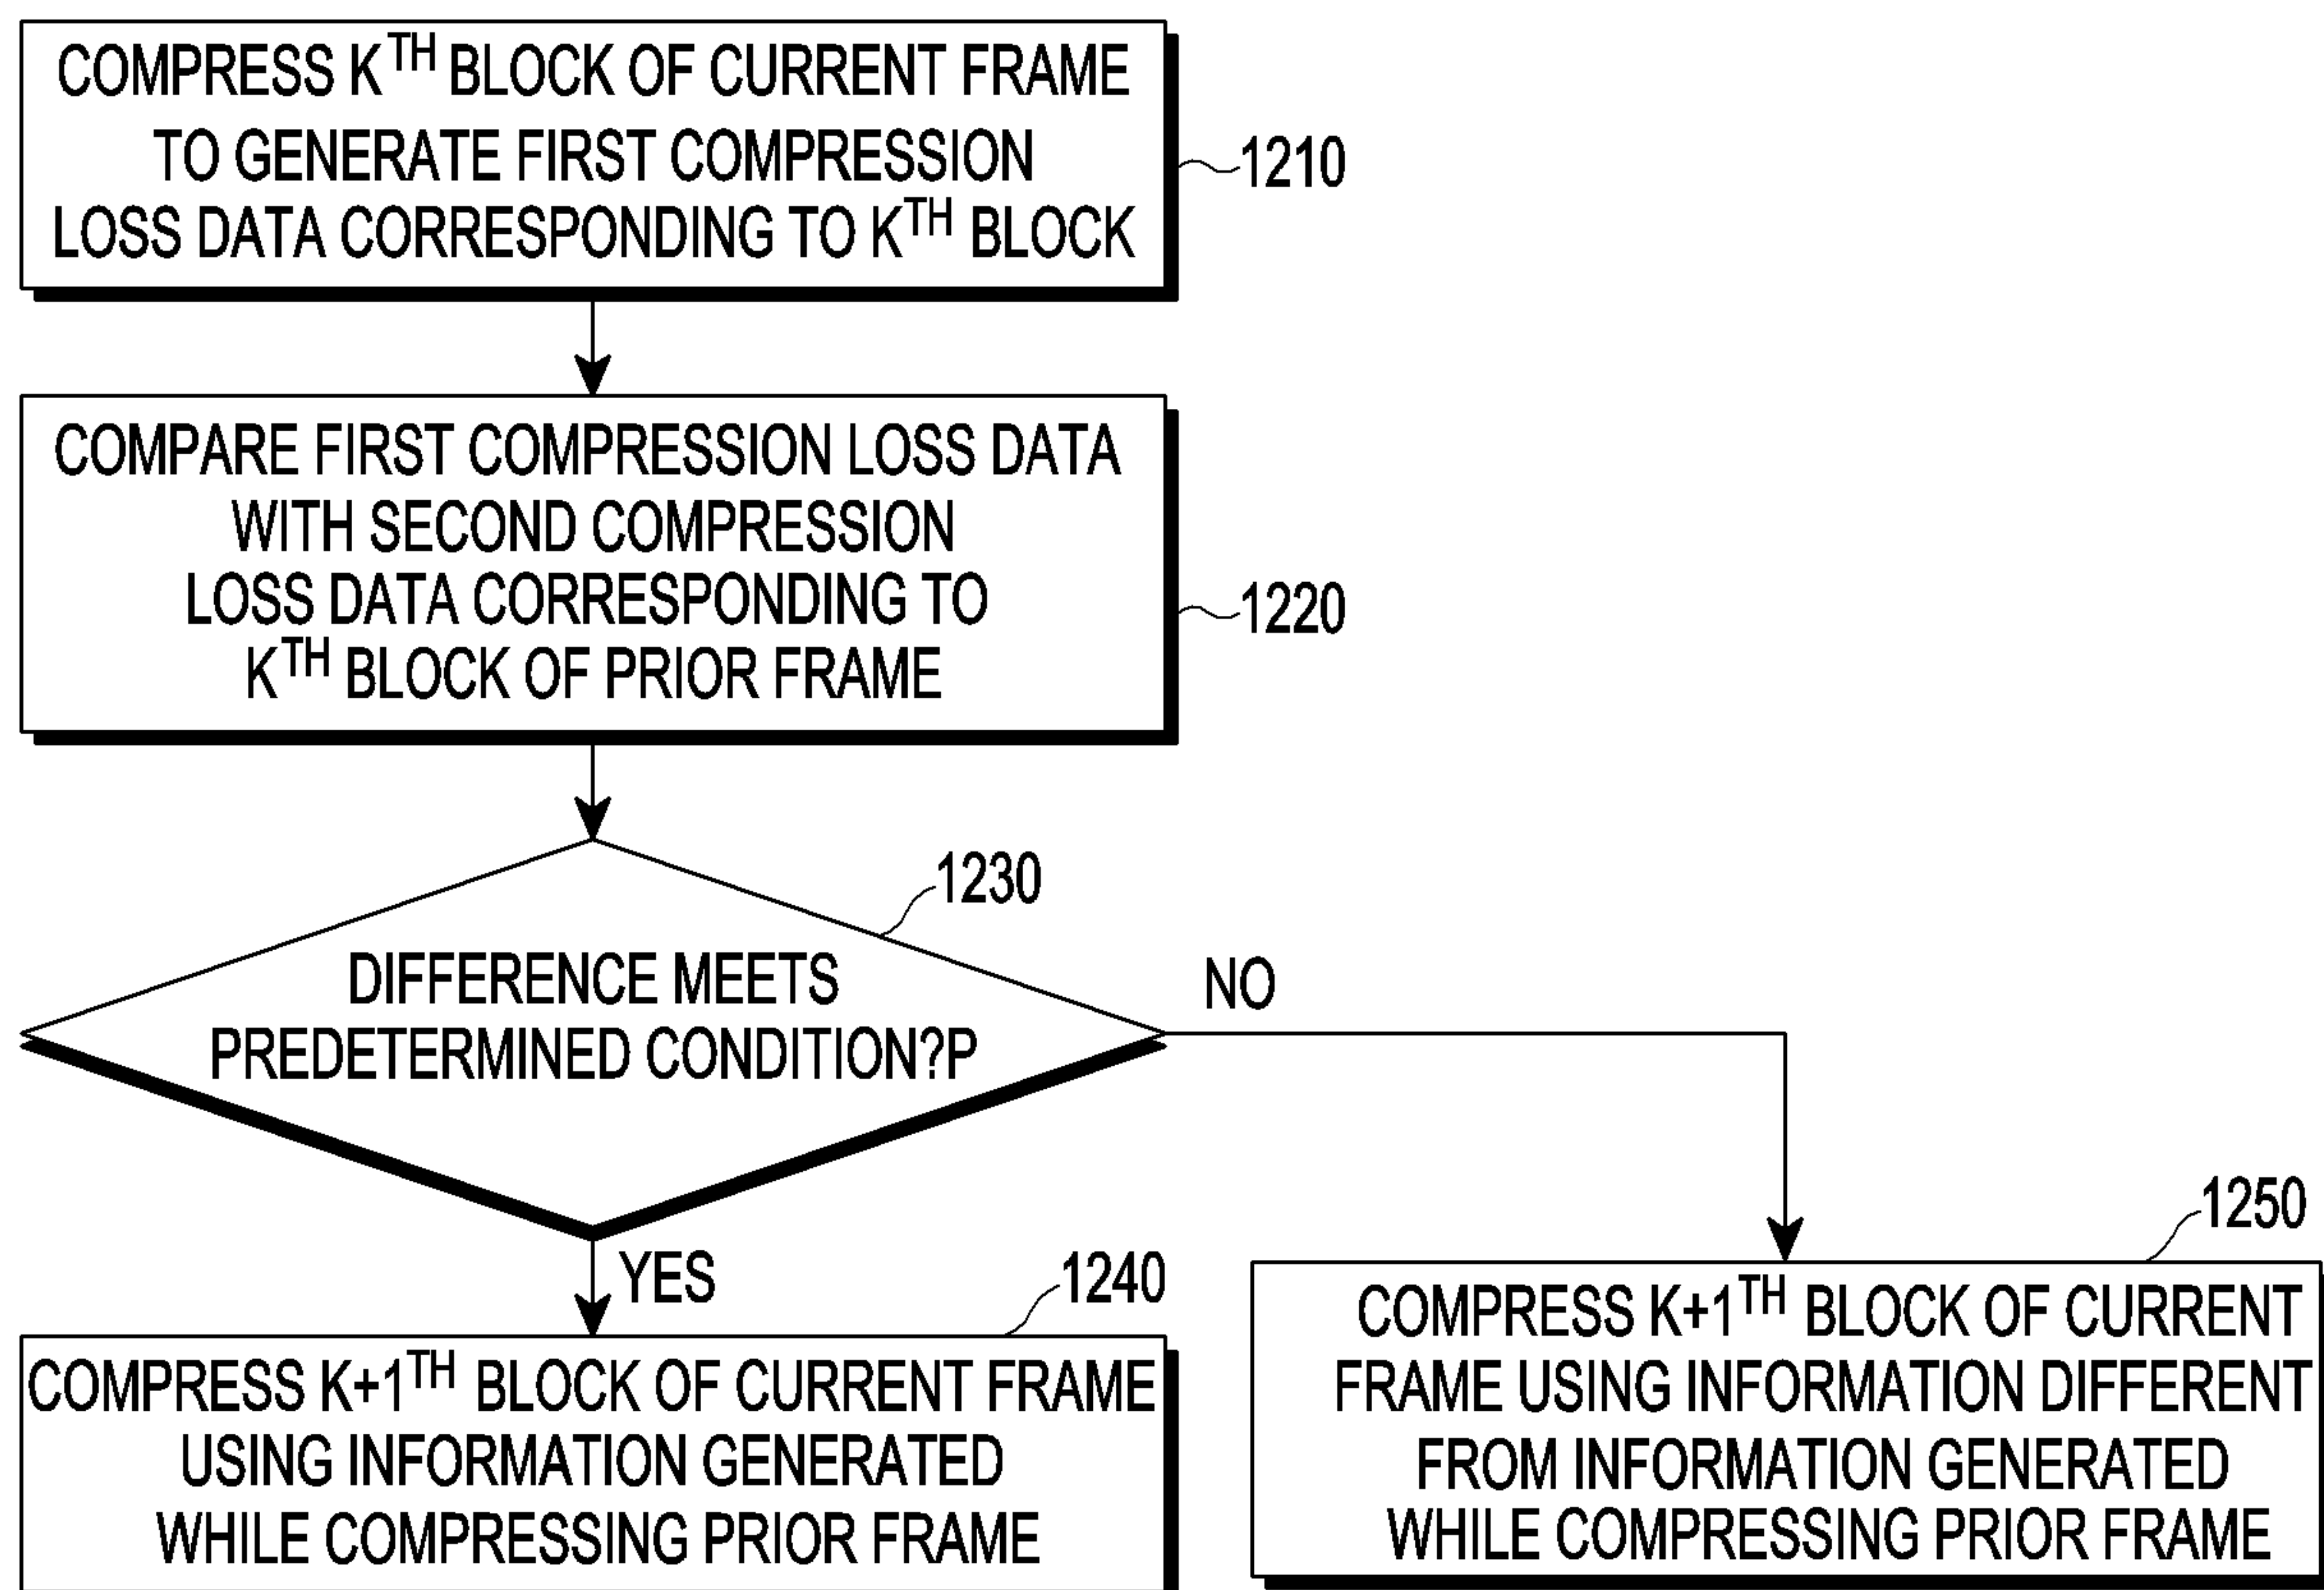 COMPRESS KTH BLOCK OF CURRENT FRAME
TO GENERATE FIRST COMPRESSION
LOSS DATA CORRESPONDING TO KTH BLOCK
1210
COMPARE FIRST COMPRESSION LOSS DATA
WITH SECOND COMPRESSION
LOSS DATA CORRESPONDING TO
KTH BLOCK OF PRIOR FRAME
1220
1230
DIFFERENCE MEETS
PREDETERMINED CONDITION?P
NO
YES
1240
COMPRESS K+1TH BLOCK OF CURRENT FRAME
USING INFORMATION GENERATED
WHILE COMPRESSING PRIOR FRAME
1250
COMPRESS K+1TH BLOCK OF CURRENT
FRAME USING INFORMATION DIFFERENT
FROM INFORMATION GENERATED
WHILE COMPRESSING PRIOR FRAME